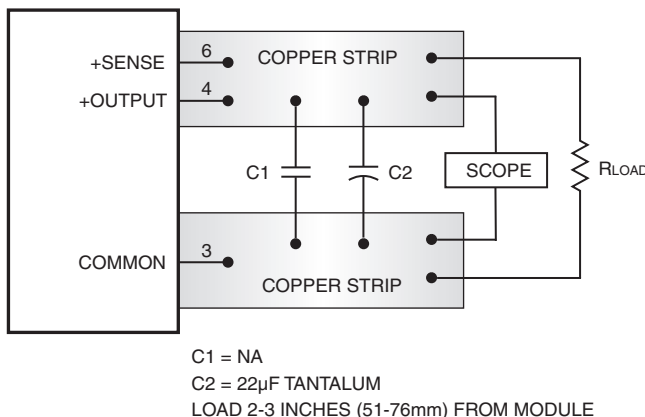 +SENSE 6 COPPER STRIP
+OUTPUT 4
C1 C2 SCOPE RLOAD
COMMON 3
COPPER STRIP
C1 = NA
C2 = 22µF TANTALUM
LOAD 2-3 INCHES (51-76mm) FROM MODULE